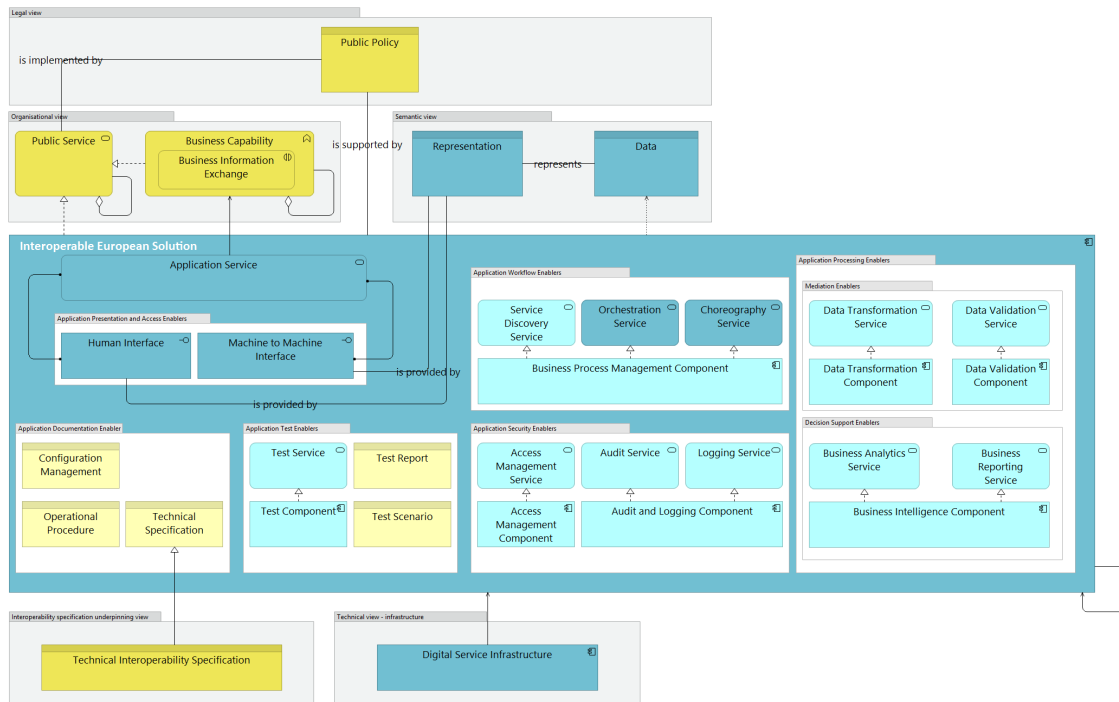 Legal view
Public Policy
is implemented by
Organisational view
Public Service
Business Capability
Business Information
Exchange
is supported by
Semantic view
Representation
represents
Data
Interoperable European Solution
Application Service
Application Presentation and Access Enablers
Human Interface
Machine to Machine
Interface
is provided by
is provided by
Application Workflow Enablers
Service
Discovery
Service
Orchestration
Service
Choreography
Service
Business Process Management Component
Application Processing Enablers
Mediation Enablers
Data Transformation
Service
Data Validation
Service
Data Transformation
Component
Data Validation
Component
Decision Support Enablers
Business Analytics
Service
Business
Reporting
Service
Business Intelligence Component
Application Documentation Enabler
Configuration
Management
Operational
Procedure
Technical
Specification
Application Test Enablers
Test Service
Test Report
Test Component
Test Scenario
Application Security Enablers
Access
Management
Service
Audit Service
Logging Service
Access
Management
Component
Audit and Logging Component
Interoperability specification underpinning view
Technical Interoperability Specification
Technical view - infrastructure
Digital Service Infrastructure